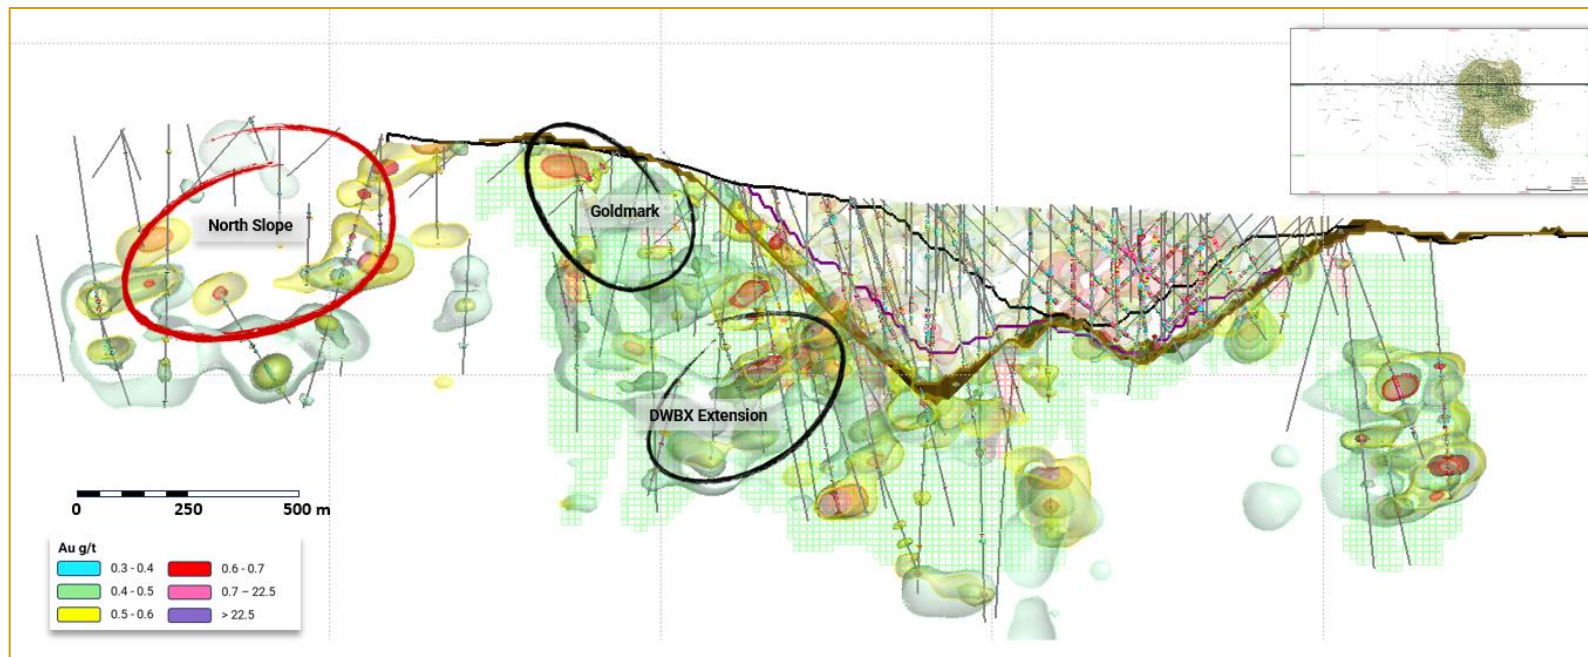 North Slope
Goldmark
DWBX Extension
0 250 500 m
Au g/t
0.3 - 0.4 0.6 - 0.7
0.4 - 0.5 0.7 – 22.5
0.5 - 0.6 > 22.5